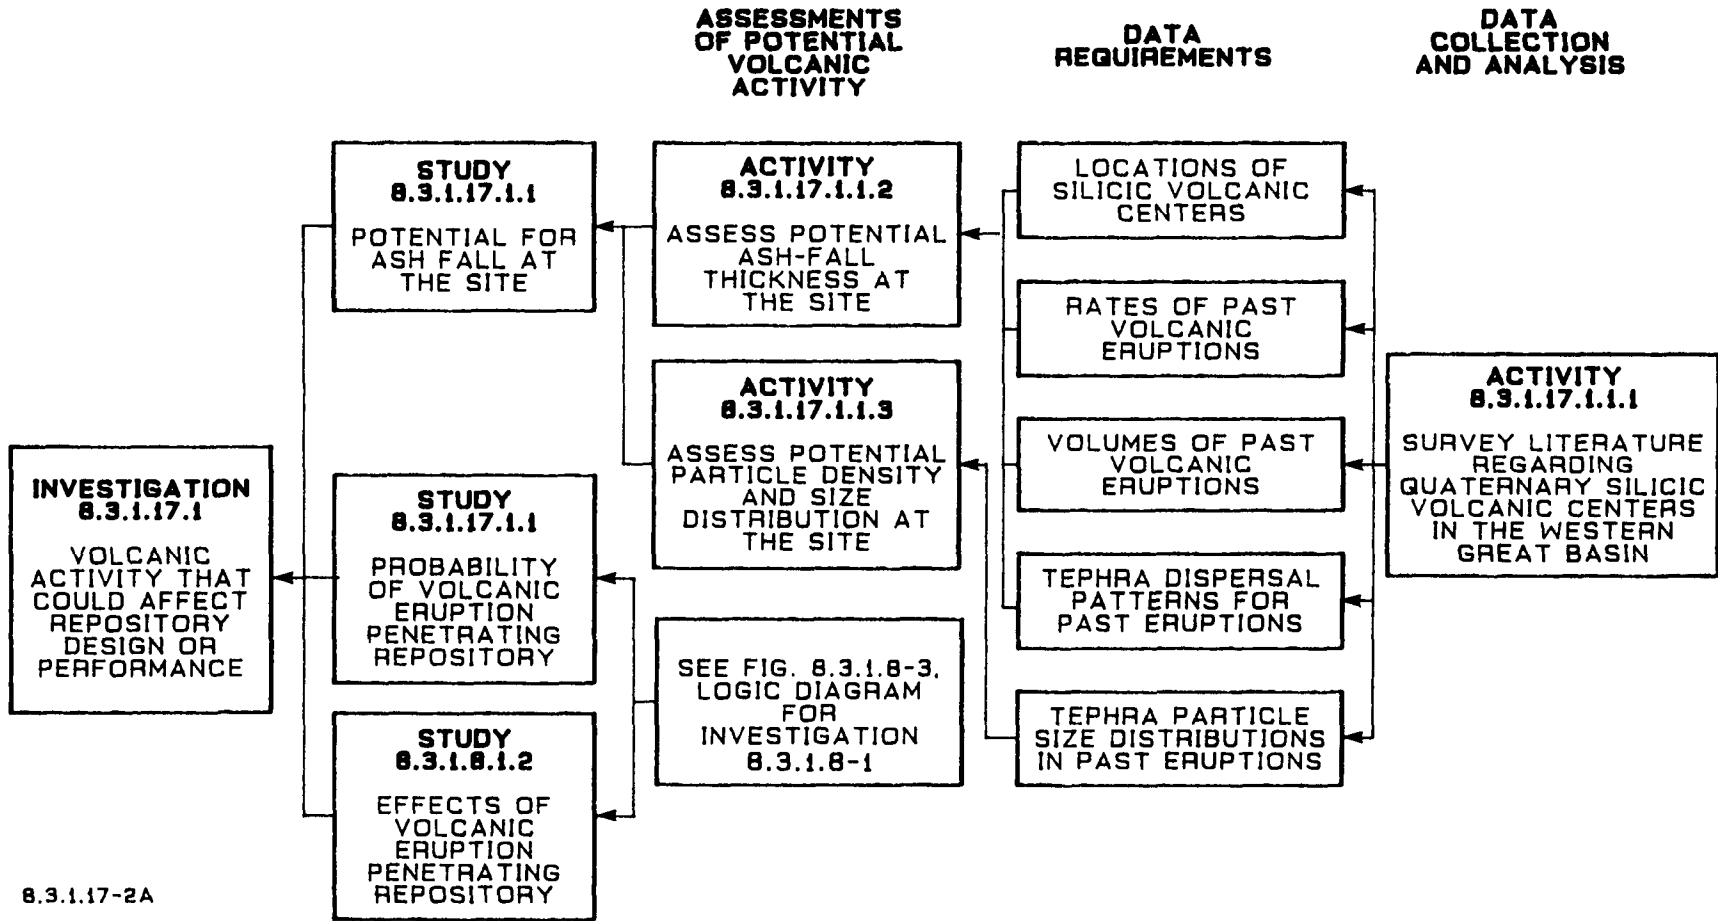 ASSESSMENTS
OF POTENTIAL
VOLCANIC
ACTIVITY
DATA
REQUIREMENTS
DATA
COLLECTION
AND ANALYSIS
INVESTIGATION
8.3.1.17.1
VOLCANIC
ACTIVITY THAT
COULD AFFECT
REPOSITORY
DESIGN OR
PERFORMANCE
STUDY
8.3.1.17.1.1
POTENTIAL FOR
ASH FALL AT
THE SITE
STUDY
8.3.1.17.1.1
PROBABILITY
OF VOLCANIC
ERUPTION
PENETRATING
REPOSITORY
STUDY
8.3.1.8.1.2
EFFECTS OF
VOLCANIC
ERUPTION
PENETRATING
REPOSITORY
ACTIVITY
8.3.1.17.1.1.2
ASSESS POTENTIAL
ASH-FALL
THICKNESS AT
THE SITE
ACTIVITY
8.3.1.17.1.1.3
ASSESS POTENTIAL
PARTICLE DENSITY
AND SIZE
DISTRIBUTION AT
THE SITE
SEE FIG. 8.3.1.8-3,
LOGIC DIAGRAM
FOR
INVESTIGATION
8.3.1.8-1
LOCATIONS OF
SILICIC VOLCANIC
CENTERS
RATES OF PAST
VOLCANIC
ERUPTIONS
VOLUMES OF PAST
VOLCANIC
ERUPTIONS
TEPHRA DISPERSAL
PATTERNS FOR
PAST ERUPTIONS
TEPHRA PARTICLE
SIZE DISTRIBUTIONS
IN PAST ERUPTIONS
ACTIVITY
8.3.1.17.1.1.1
SURVEY LITERATURE
REGARDING
QUATERNARY SILICIC
VOLCANIC CENTERS
IN THE WESTERN
GREAT BASIN
8.3.1.17-2A